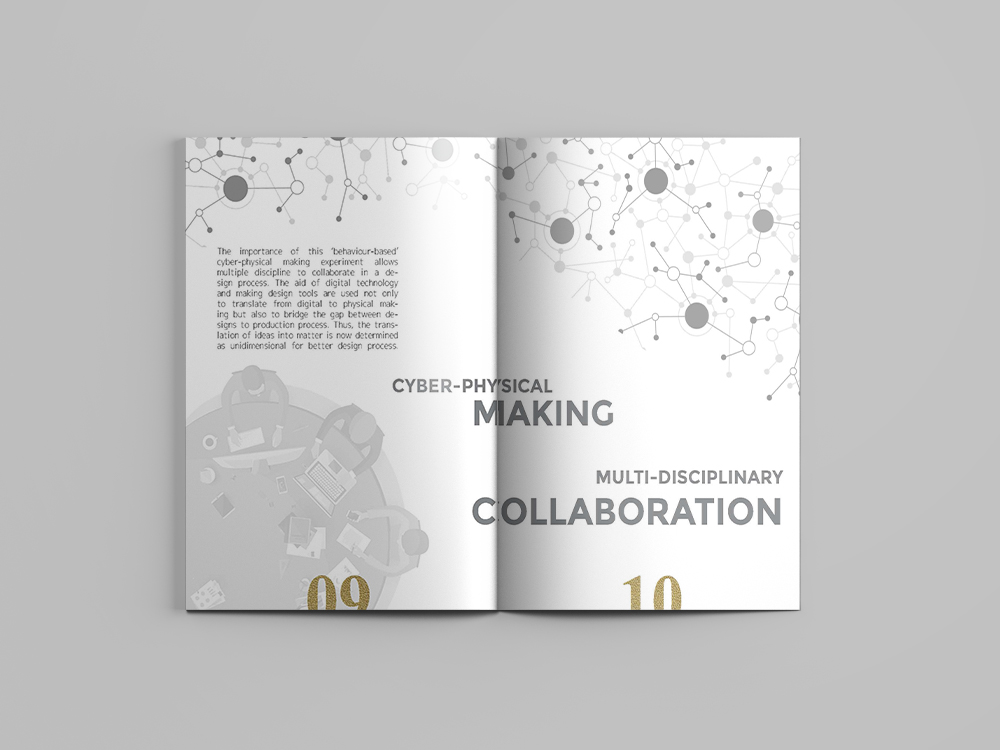 The importance of this 'behaviour-based'
cyber-physical making experiment allows
multiple discipline to collaborate in a de-
sign process. The aid of digital technology
and making design tools are used not only
to translate from digital to physical mak-
ing but also to bridge the gap between de-
signs to production process. Thus, the trans-
lation of ideas into matter is now determined
as unidimensional for better design process.
CYBER-PHYSICAL
MAKING
MULTI-DISCIPLINARY
COLLABORATION
09
10